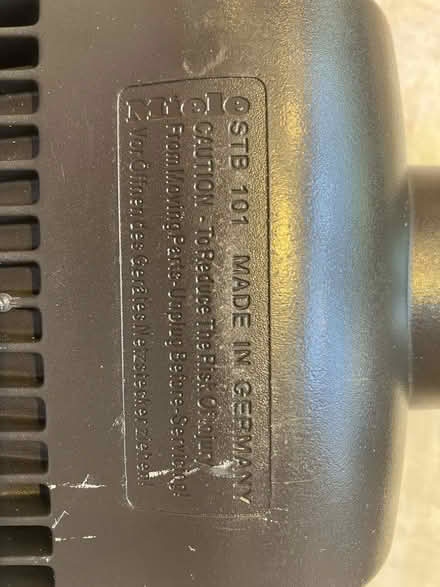 Miele STB 101 MADE IN GERMANY
CAUTION - To Reduce The Risk Of Injury
From Moving Parts - Unplug Before - Servicing!
Vor Öffnen des Gerätes Netzstecker ziehen!